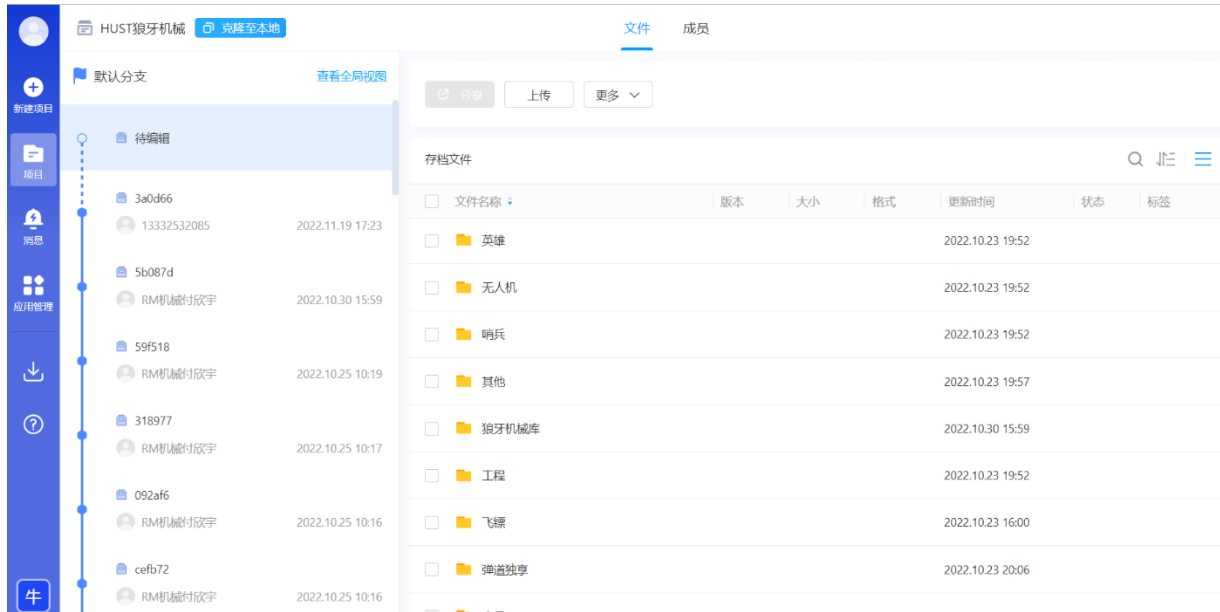 HUST狼牙机械 克隆至本地
文件 成员
新建项目
项目
消息
应用管理
牛
默认分支 查看全局视图
待编辑
3a0d66
13332532085 2022.11.19 17:23
5b087d
RM机械付欣宇 2022.10.30 15:59
59f518
RM机械付欣宇 2022.10.25 10:19
318977
RM机械付欣宇 2022.10.25 10:17
092af6
RM机械付欣宇 2022.10.25 10:16
cefb72
RM机械付欣宇 2022.10.25 10:16
分享 上传 更多
存档文件
文件名称 版本 大小 格式 更新时间 状态 标签
英雄 2022.10.23 19:52
无人机 2022.10.23 19:52
哨兵 2022.10.23 19:52
其他 2022.10.23 19:57
狼牙机械库 2022.10.30 15:59
工程 2022.10.23 19:52
飞镖 2022.10.23 16:00
弹道独享 2022.10.23 20:06